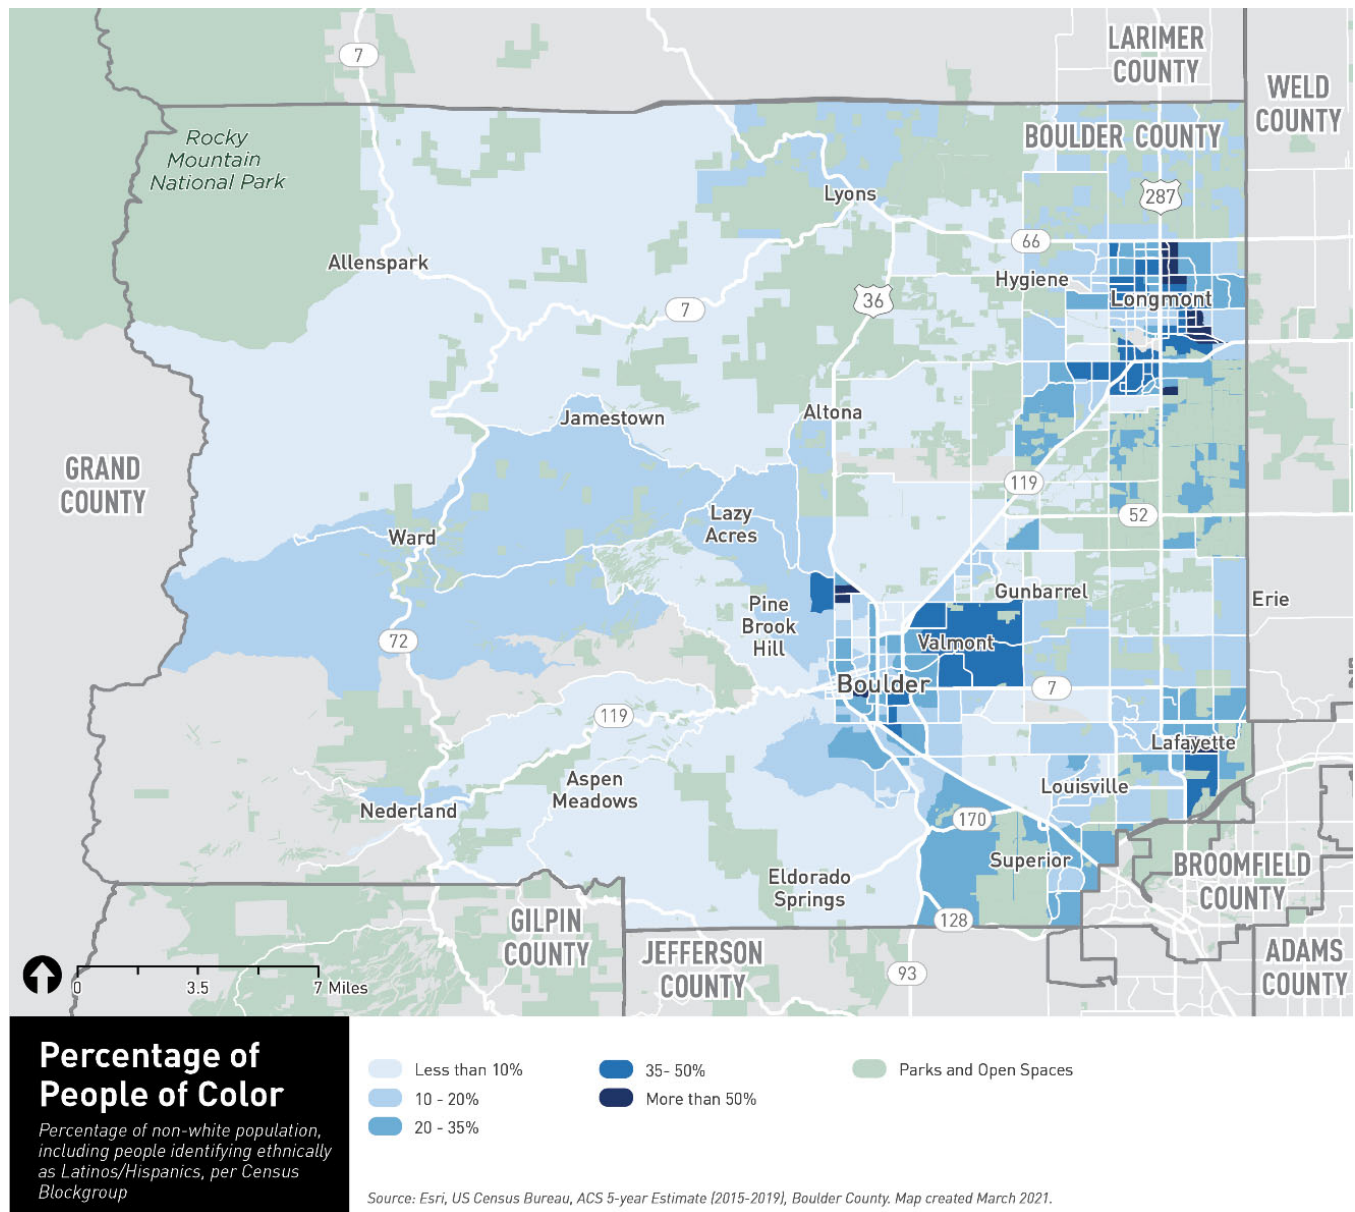 7
LARIMER
COUNTY
WELD
COUNTY
Rocky
Mountain
National Park
BOULDER COUNTY
Lyons
287
66
Allenspark
Hygiene
36
Longmont
7
Jamestown
Altona
GRAND
COUNTY
119
Lazy
Acres
52
Ward
Gunbarrel
Erie
Pine
Brook
Hill
72
Valmont
Boulder
7
119
Lafayette
Aspen
Meadows
Louisville
Nederland
170
Superior
BROOMFIELD
COUNTY
Eldorado
Springs
128
GILPIN
COUNTY
JEFFERSON
COUNTY
93
ADAMS
COUNTY
0
3.5
7 Miles
Percentage of
People of Color
Percentage of non-white population,
including people identifying ethnically
as Latinos/Hispanics, per Census
Blockgroup
Less than 10%
10 - 20%
20 - 35%
35- 50%
More than 50%
Parks and Open Spaces
Source: Esri, US Census Bureau, ACS 5-year Estimate (2015-2019), Boulder County. Map created March 2021.